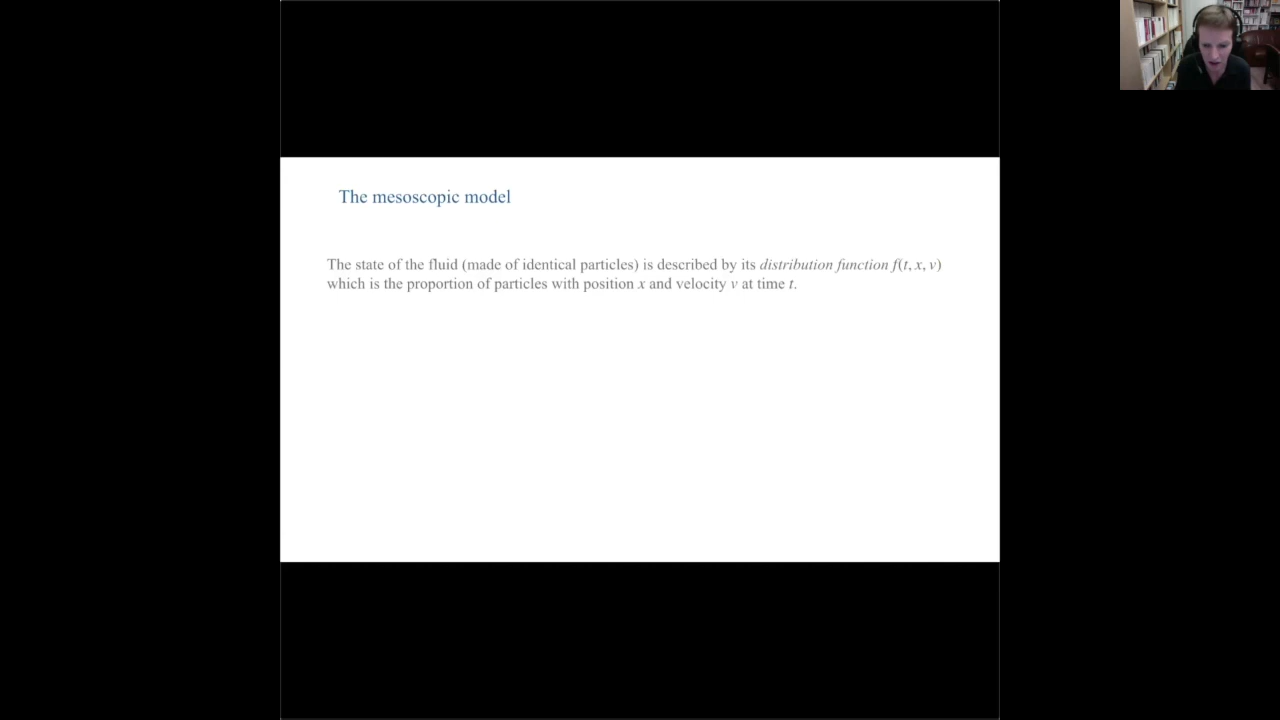 The mesoscopic model
The state of the fluid (made of identical particles) is described by its distribution function f(t, x, v)
which is the proportion of particles with position x and velocity v at time t.